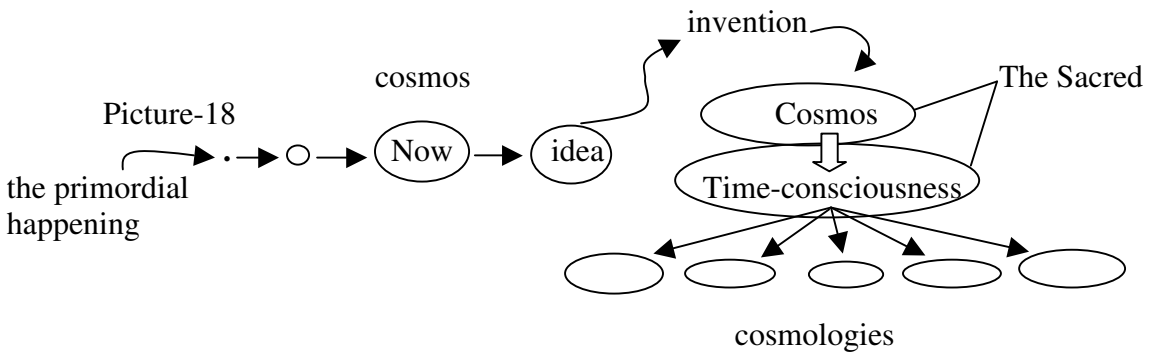 invention
cosmos
The Sacred
Picture-18
Cosmos
Now
idea
the primordial
happening
Time-consciousness
cosmologies